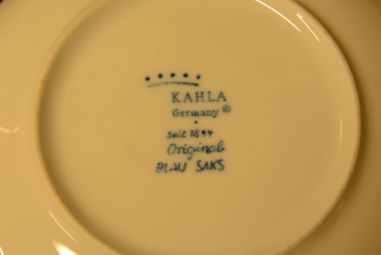 KAHLA
Germany ©
seit 1844
Original
BLAU SAKS